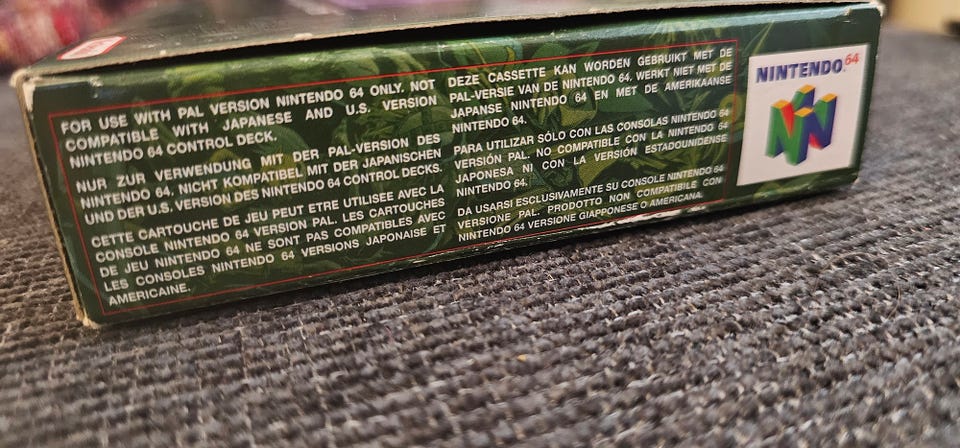 FOR USE WITH PAL VERSION NINTENDO 64 ONLY. NOT
COMPATIBLE WITH JAPANESE AND U.S. VERSION
NINTENDO 64 CONTROL DECK.
NUR ZUR VERWENDUNG MIT DER PAL-VERSION DES
NINTENDO 64. NICHT KOMPATIBEL MIT DER JAPANISCHEN
UND DER U.S. VERSION DES NINTENDO 64 CONTROL DECKS.
CETTE CARTOUCHE DE JEU PEUT ETRE UTILISEE AVEC LA
CONSOLE NINTENDO 64 VERSION PAL. LES CARTOUCHES
DE JEU NINTENDO 64 NE SONT PAS COMPATIBLES AVEC
LES CONSOLES NINTENDO 64 VERSIONS JAPONAISE ET
AMERICAINE.
DEZE CASSETTE KAN WORDEN GEBRUIKT MET DE
PAL-VERSIE VAN DE NINTENDO 64. WERKT NIET MET DE
JAPANSE NINTENDO 64 EN MET DE AMERIKAANSE
NINTENDO 64.
PARA UTILIZAR SÓLO CON LAS CONSOLAS NINTENDO 64
VERSIÓN PAL. NO COMPATIBLE CON LA NINTENDO 64
JAPONESA NI CON LA VERSIÓN ESTADOUNIDENSE
NINTENDO 64.
DA USARSI ESCLUSIVAMENTE SU CONSOLE NINTENDO 64
VERSIONE PAL. PRODOTTO NON COMPATIBILE CON
NINTENDO 64 VERSIONE GIAPPONESE O AMERICANA.
NINTENDO 64